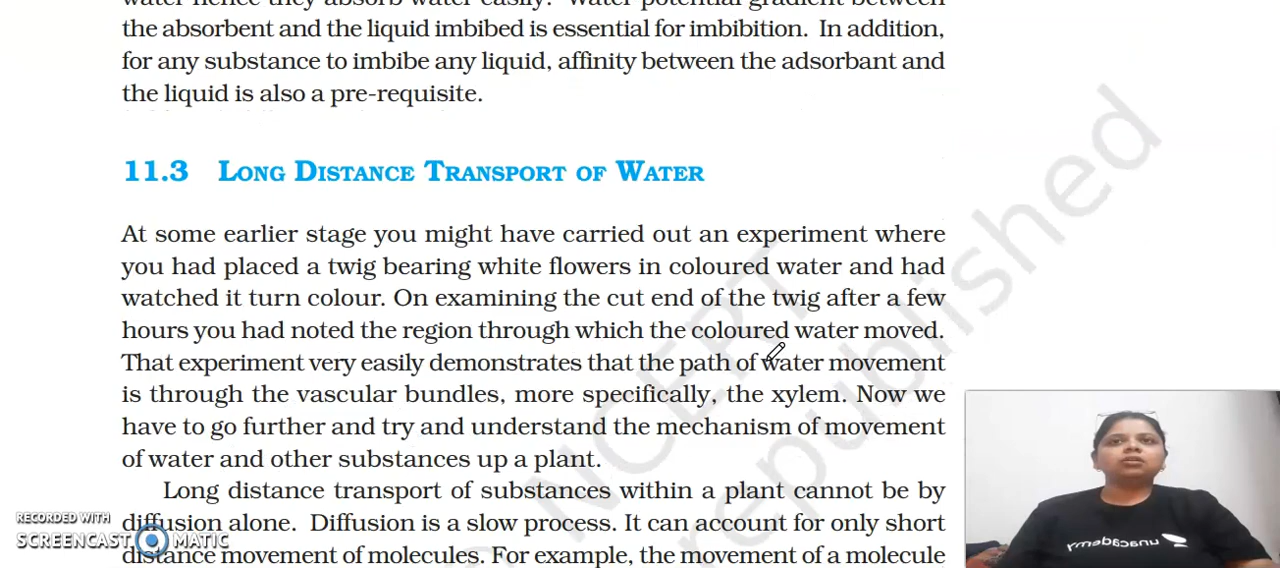 water hence they absorb water easily. Water potential gradient between
the absorbent and the liquid imbibed is essential for imbibition. In addition,
for any substance to imbibe any liquid, affinity between the adsorbant and
the liquid is also a pre-requisite.
11.3 LONG DISTANCE TRANSPORT OF WATER
At some earlier stage you might have carried out an experiment where
you had placed a twig bearing white flowers in coloured water and had
watched it turn colour. On examining the cut end of the twig after a few
hours you had noted the region through which the coloured water moved.
That experiment very easily demonstrates that the path of water movement
is through the vascular bundles, more specifically, the xylem. Now we
have to go further and try and understand the mechanism of movement
of water and other substances up a plant.
Long distance transport of substances within a plant cannot be by
diffusion alone. Diffusion is a slow process. It can account for only short
distance movement of molecules. For example, the movement of a molecule
NCERT
republished
RECORDED WITH
SCREENCAST MATIC
unacademy